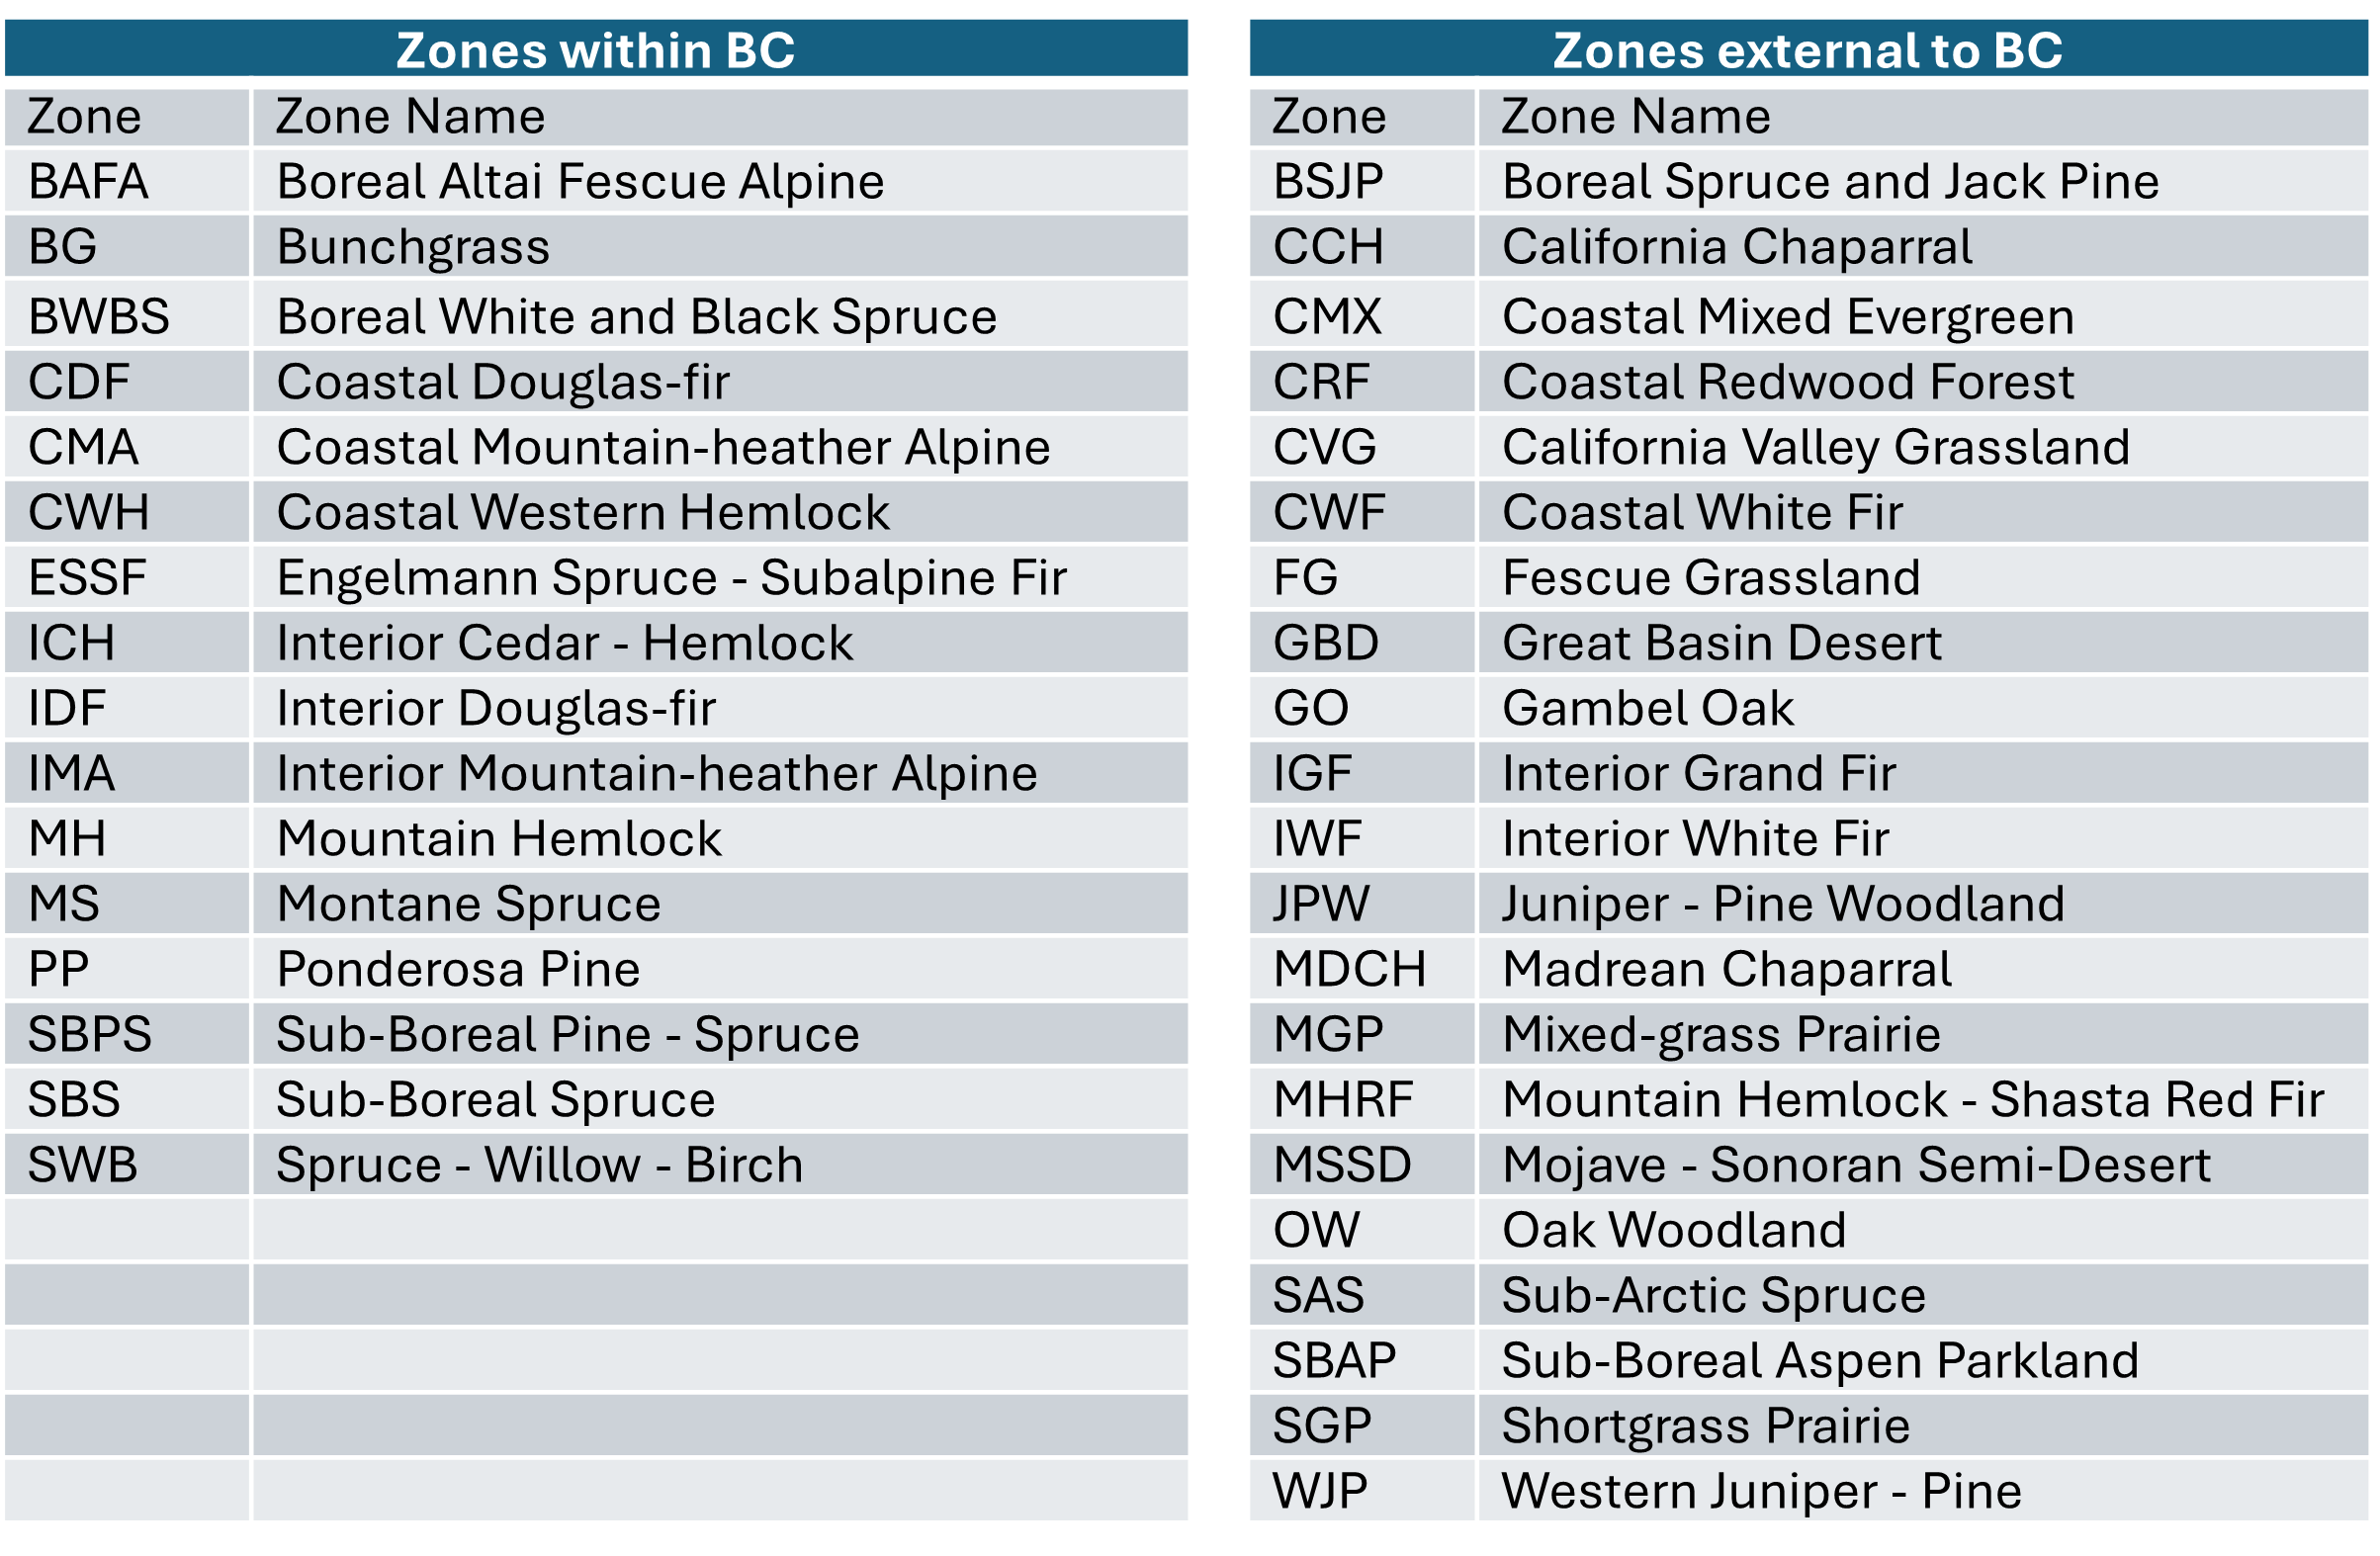 Zones within BC
Zone Zone Name
BAFA Boreal Altai Fescue Alpine
BG Bunchgrass
BWBS Boreal White and Black Spruce
CDF Coastal Douglas-fir
CMA Coastal Mountain-heather Alpine
CWH Coastal Western Hemlock
ESSF Engelmann Spruce - Subalpine Fir
ICH Interior Cedar - Hemlock
IDF Interior Douglas-fir
IMA Interior Mountain-heather Alpine
MH Mountain Hemlock
MS Montane Spruce
PP Ponderosa Pine
SBPS Sub-Boreal Pine - Spruce
SBS Sub-Boreal Spruce
SWB Spruce - Willow - Birch
Zones external to BC
Zone Zone Name
BSJP Boreal Spruce and Jack Pine
CCH California Chaparral
CMX Coastal Mixed Evergreen
CRF Coastal Redwood Forest
CVG California Valley Grassland
CWF Coastal White Fir
FG Fescue Grassland
GBD Great Basin Desert
GO Gambel Oak
IGF Interior Grand Fir
IWF Interior White Fir
JPW Juniper - Pine Woodland
MDCH Madrean Chaparral
MGP Mixed-grass Prairie
MHRF Mountain Hemlock - Shasta Red Fir
MSSD Mojave - Sonoran Semi-Desert
OW Oak Woodland
SAS Sub-Arctic Spruce
SBAP Sub-Boreal Aspen Parkland
SGP Shortgrass Prairie
WJP Western Juniper - Pine